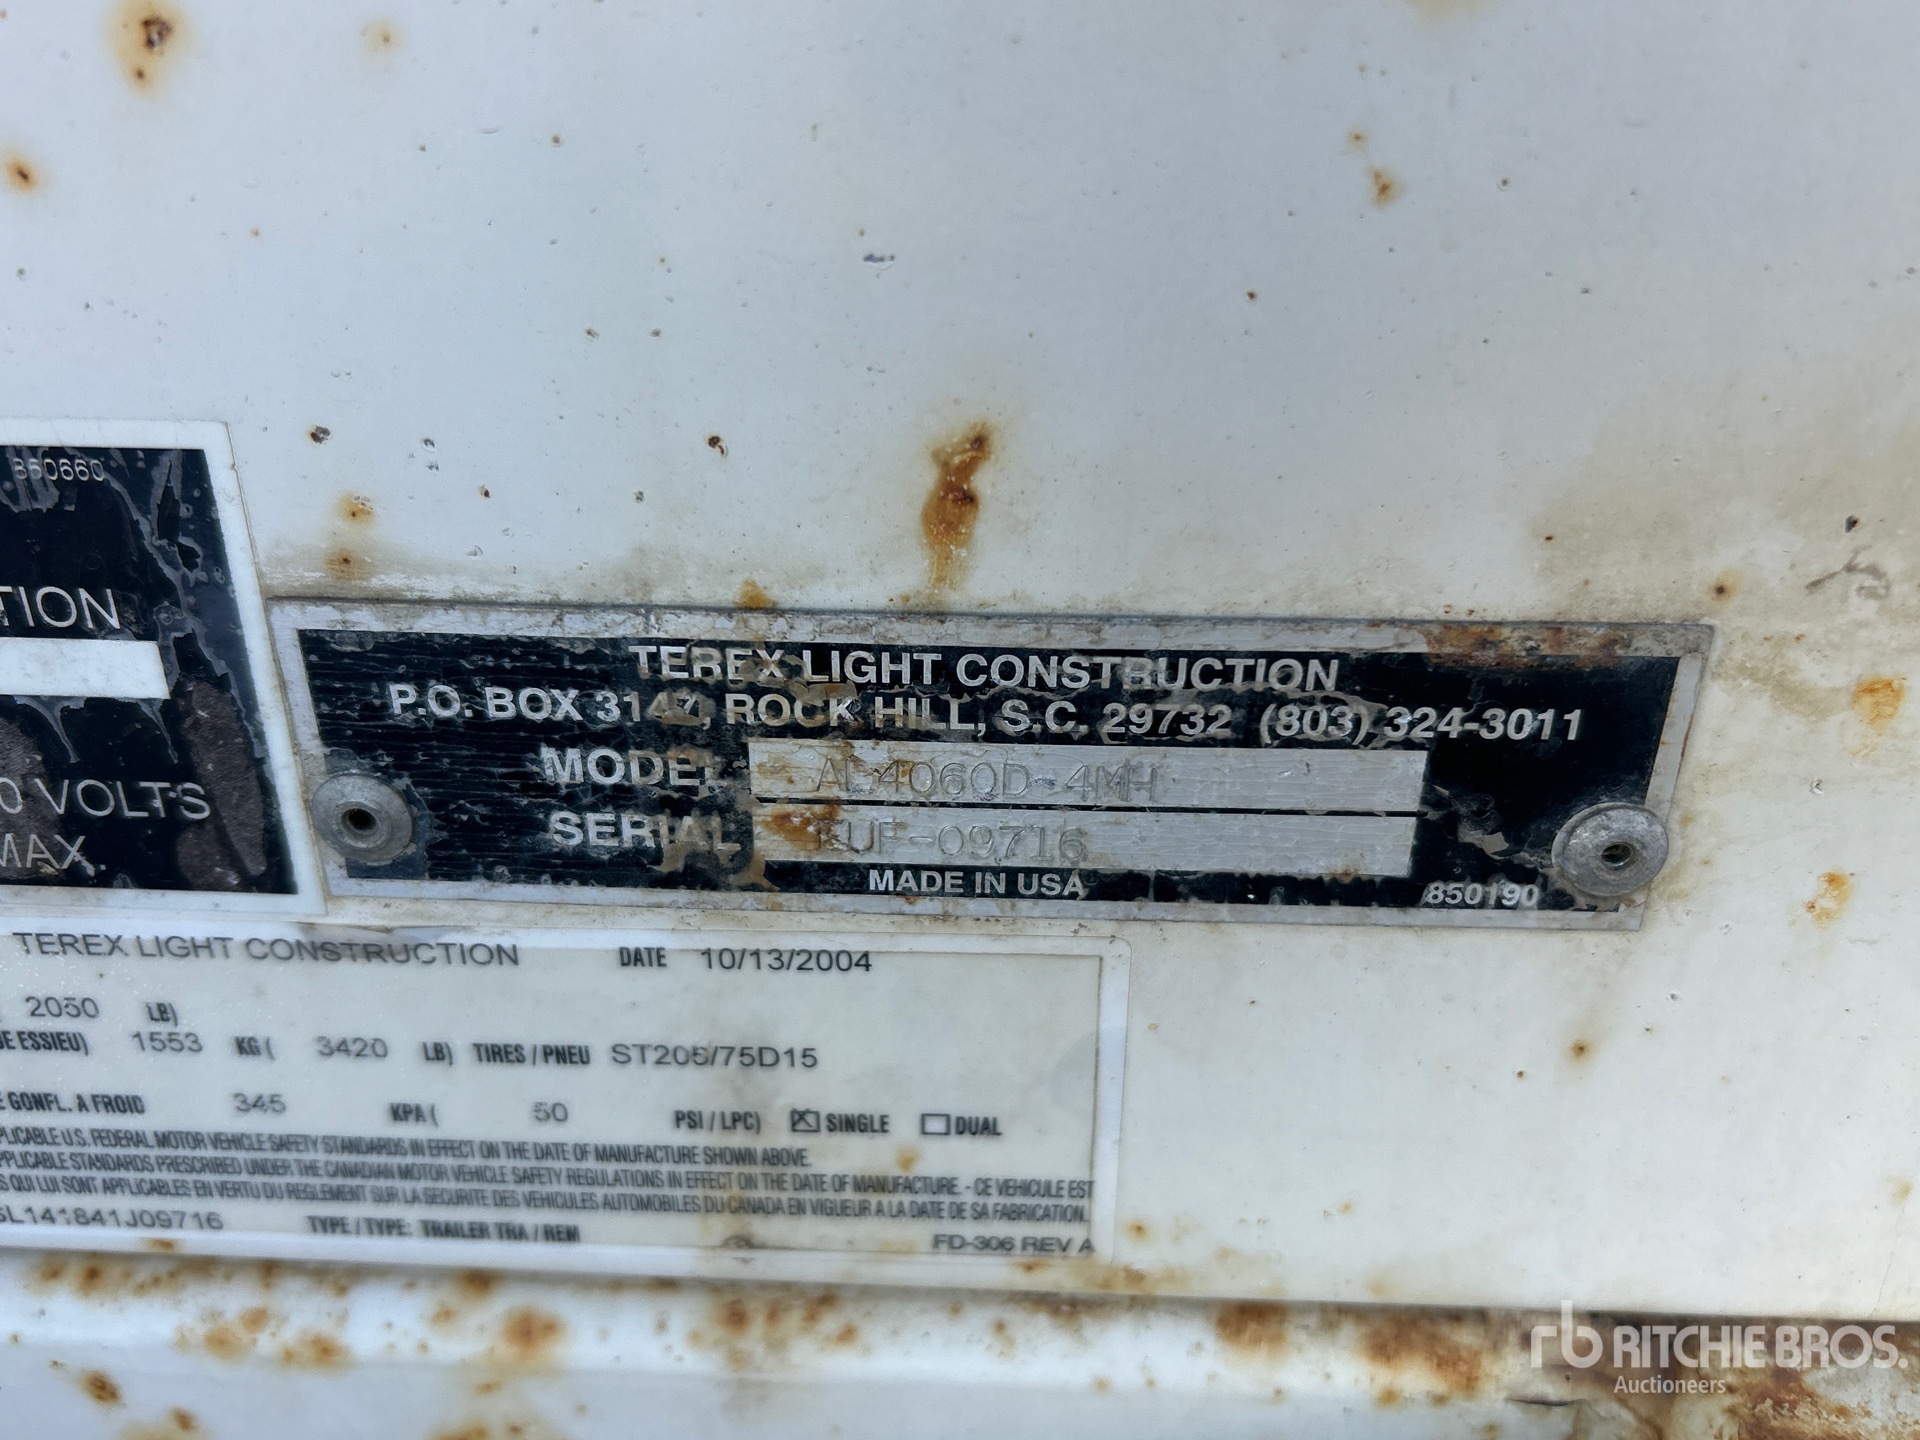 860660
TION
0 VOLTS
MAX.
TEREX LIGHT CONSTRUCTION
P.O. BOX 3147, ROCK HILL, S.C. 29732 (803) 324-3011
MODEL AL4060D-4MH
SERIAL -09716
MADE IN USA
850190
TEREX LIGHT CONSTRUCTION DATE 10/13/2004
2050 LB)
DE ESSIEU) 1553 KG( 3420 LB) TIRES / PNEU ST205/75D15
E GONFL. A FROID 345 KPA( 50 PSI / LPC) ☒ SINGLE ☐ DUAL
PLICABLE U.S. FEDERAL MOTOR VEHICLE SAFETY STANDARDS IN EFFECT ON THE DATE OF MANUFACTURE SHOWN ABOVE.
PPLICABLE STANDARDS PRESCRIBED UNDER THE CANADIAN MOTOR VEHICLE SAFETY REGULATIONS IN EFFECT ON THE DATE OF MANUFACTURE. - CE VEHICULE EST
S QUI LUI SONT APPLICABLES EN VERTU DU REGLEMENT SUR LA SECURITE DES VEHICULES AUTOMOBILES DU CANADA EN VIGUEUR A LA DATE DE SA FABRICATION.
SL141841J09716 TYPE / TYPE: TRAILER TRA / REM
FD-306 REV A
rb RITCHIE BROS.
Auctioneers